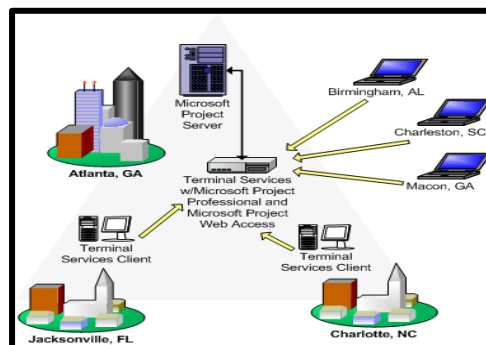 Microsoft
Project
Server
Birmingham, AL
Charleston, SC
Macon, GA
Atlanta, GA
Terminal Services
w/Microsoft Project
Professional and
Microsoft Project
Web Access
Terminal
Services Client
Terminal
Services Client
Jacksonville, FL
Charlotte, NC